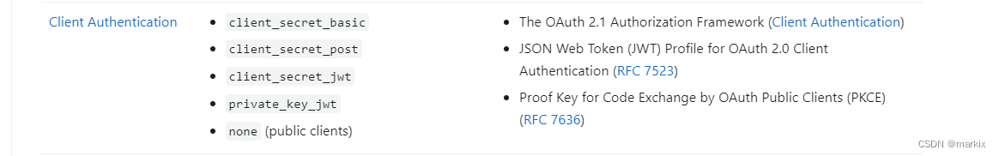 Client Authentication
client_secret_basic
client_secret_post
client_secret_jwt
private_key_jwt
none (public clients)
The OAuth 2.1 Authorization Framework (Client Authentication)
JSON Web Token (JWT) Profile for OAuth 2.0 Client
Authentication (RFC 7523)
Proof Key for Code Exchange by OAuth Public Clients (PKCE)
(RFC 7636)
CSDN @markix